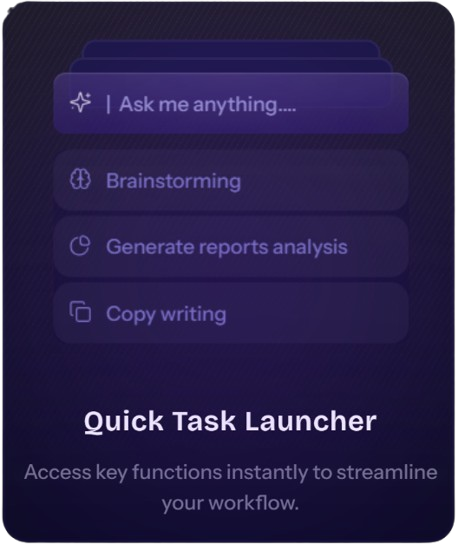 | Ask me anything....
Brainstorming
Generate reports analysis
Copy writing
Quick Task Launcher
Access key functions instantly to streamline
your workflow.